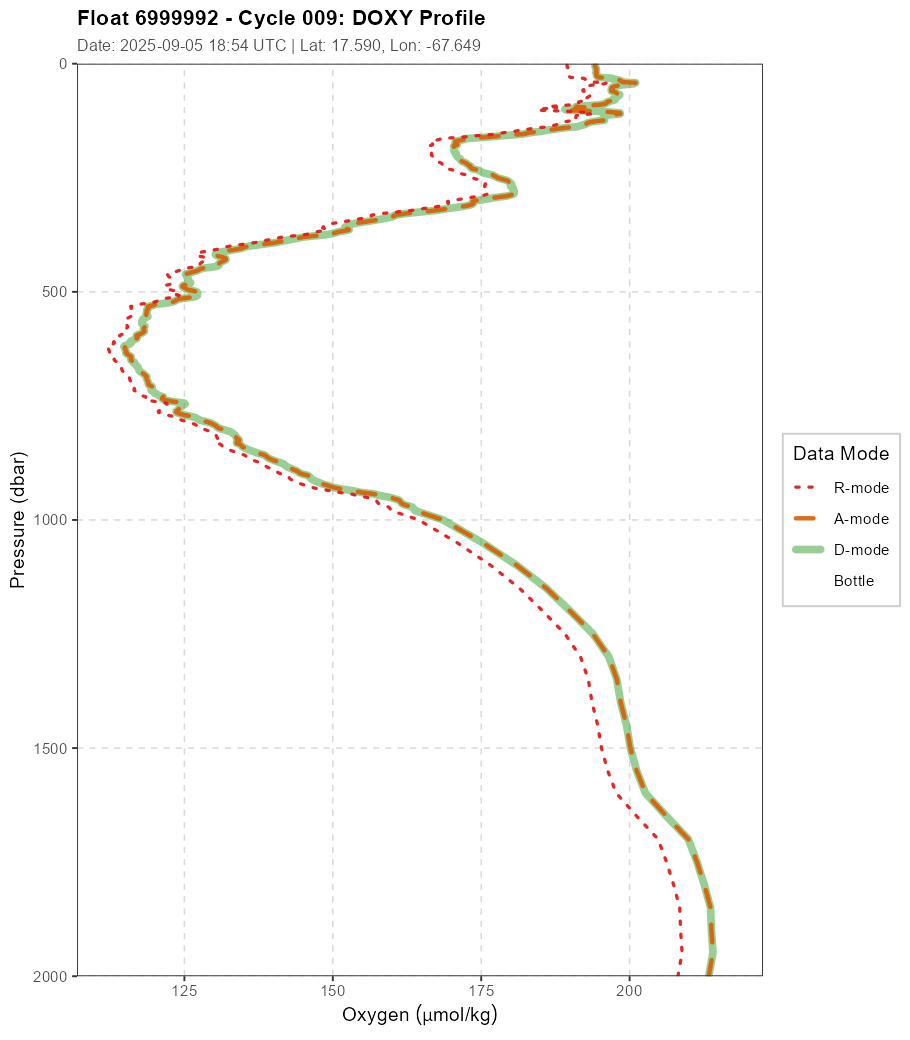 Float 6999992 - Cycle 009: DOXY Profile
Date: 2025-09-05 18:54 UTC | Lat: 17.590, Lon: -67.649
0
500
1000
1500
2000
Pressure (dbar)
125 150 175 200
Oxygen (μmol/kg)
Data Mode
R-mode
A-mode
D-mode
Bottle